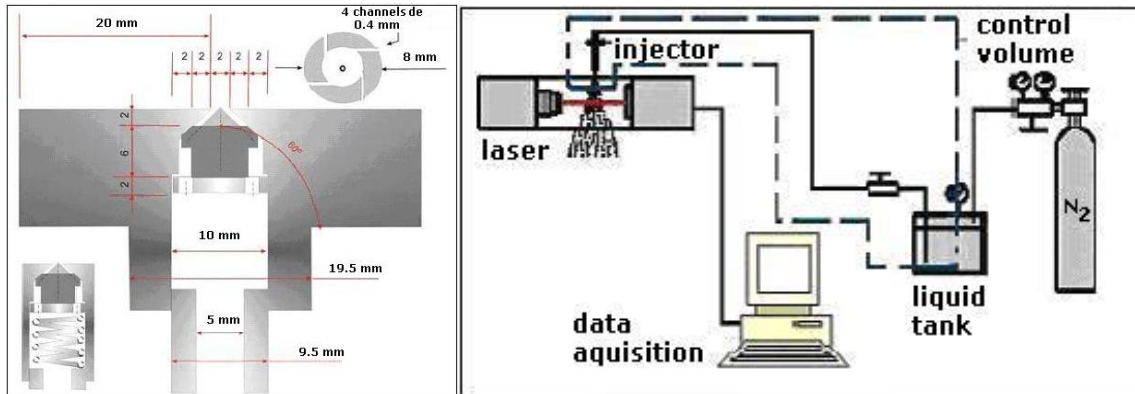 20 mm
4 channels de
0.4 mm
8 mm
2 2 2 2 2
2
6
2
60º
10 mm
19.5 mm
5 mm
9.5 mm
injector
control
volume
laser
N2
liquid
tank
data
aquisition